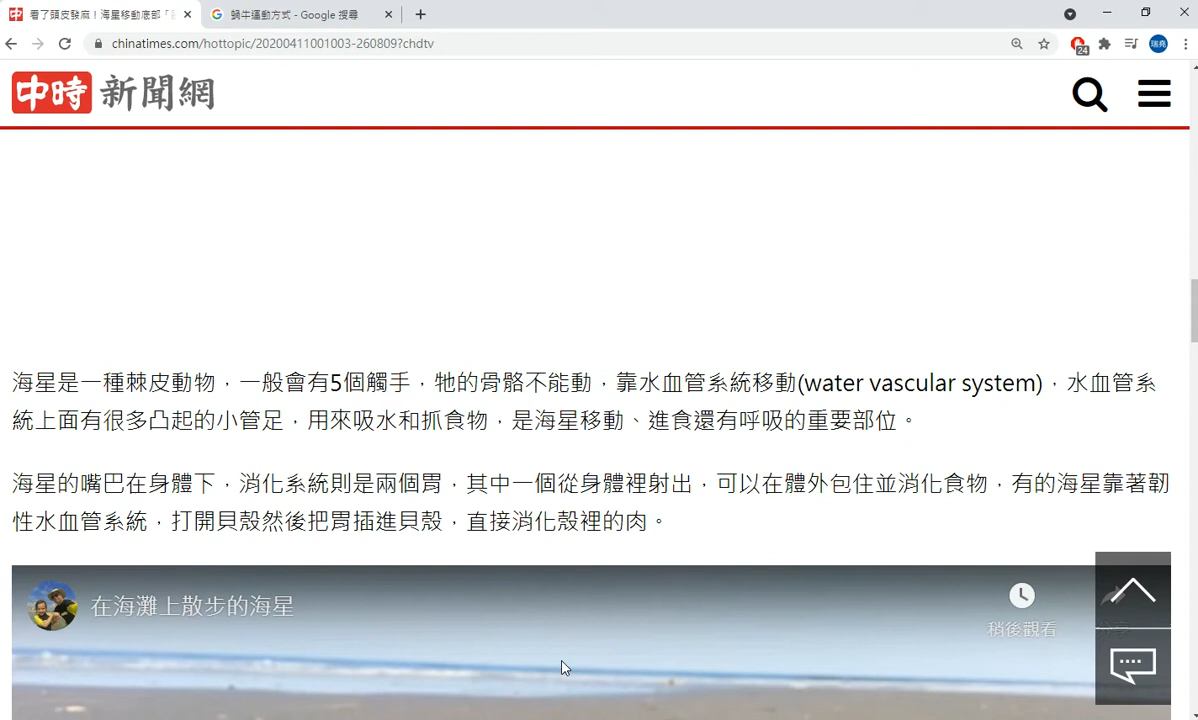 看了頭皮發麻！海星移動底部「
蝸牛運動方式 - Google 搜尋
chinatimes.com/hottopic/20200411001003-260809?chdtv
24
瑞堯
中時 新聞網
海星是一種棘皮動物，一般會有5個觸手，牠的骨骼不能動，靠水血管系統移動(water vascular system)，水血管系
統上面有很多凸起的小管足，用來吸水和抓食物，是海星移動、進食還有呼吸的重要部位。
海星的嘴巴在身體下，消化系統則是兩個胃，其中一個從身體裡射出，可以在體外包住並消化食物，有的海星靠著韌
性水血管系統，打開貝殼然後把胃插進貝殼，直接消化殼裡的肉。
在海灘上散步的海星
稍後觀看
分享